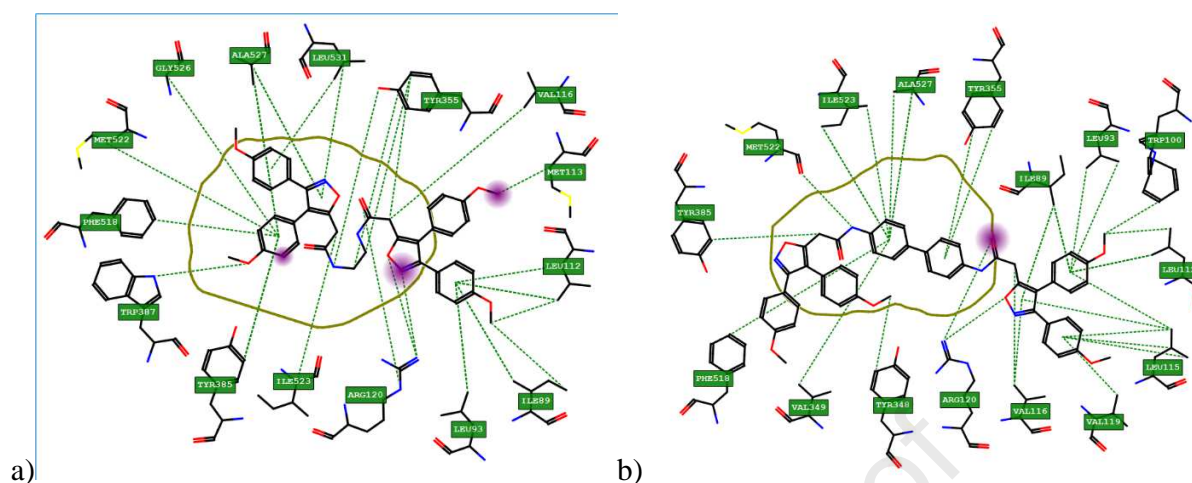 ALA527
LEU531
GLY526
TYR355
VAL116
MET522
MET113
PHE518
LEU112
TRP387
TYR385
ILE523
ARG120
ILE89
LEU93
a)
ALA527
TYR355
ILE523
LEU93
TRP100
MET522
ILE89
TYR385
PHE518
LEU115
VAL349
TYR348
ARG120
VAL116
VAL119
b)
of